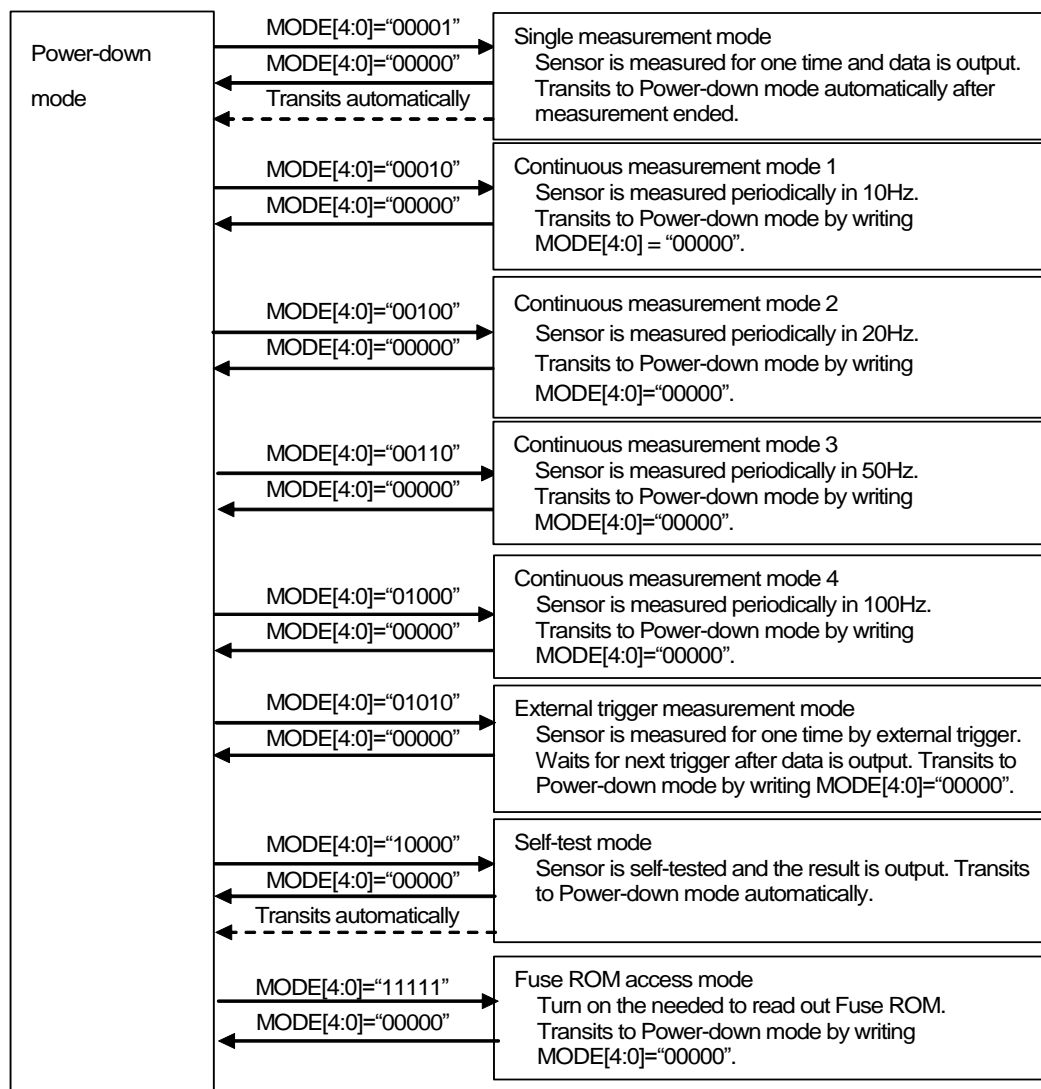 Power-down
mode
MODE[4:0]=“00001”
MODE[4:0]=“00000”
Transits automatically
Single measurement mode
Sensor is measured for one time and data is output.
Transits to Power-down mode automatically after
measurement ended.
MODE[4:0]=“00010”
MODE[4:0]=“00000”
Continuous measurement mode 1
Sensor is measured periodically in 10Hz.
Transits to Power-down mode by writing
MODE[4:0] = “00000”.
MODE[4:0]=“00100”
MODE[4:0]=“00000”
Continuous measurement mode 2
Sensor is measured periodically in 20Hz.
Transits to Power-down mode by writing
MODE[4:0]=“00000”.
MODE[4:0]=“00110”
MODE[4:0]=“00000”
Continuous measurement mode 3
Sensor is measured periodically in 50Hz.
Transits to Power-down mode by writing
MODE[4:0]=“00000”.
MODE[4:0]=“01000”
MODE[4:0]=“00000”
Continuous measurement mode 4
Sensor is measured periodically in 100Hz.
Transits to Power-down mode by writing
MODE[4:0]=“00000”.
MODE[4:0]=“01010”
MODE[4:0]=“00000”
External trigger measurement mode
Sensor is measured for one time by external trigger.
Waits for next trigger after data is output. Transits to
Power-down mode by writing MODE[4:0]=“00000”.
MODE[4:0]=“10000”
MODE[4:0]=“00000”
Transits automatically
Self-test mode
Sensor is self-tested and the result is output. Transits
to Power-down mode automatically.
MODE[4:0]=“11111”
MODE[4:0]=“00000”
Fuse ROM access mode
Turn on the needed to read out Fuse ROM.
Transits to Power-down mode by writing
MODE[4:0]=“00000”.